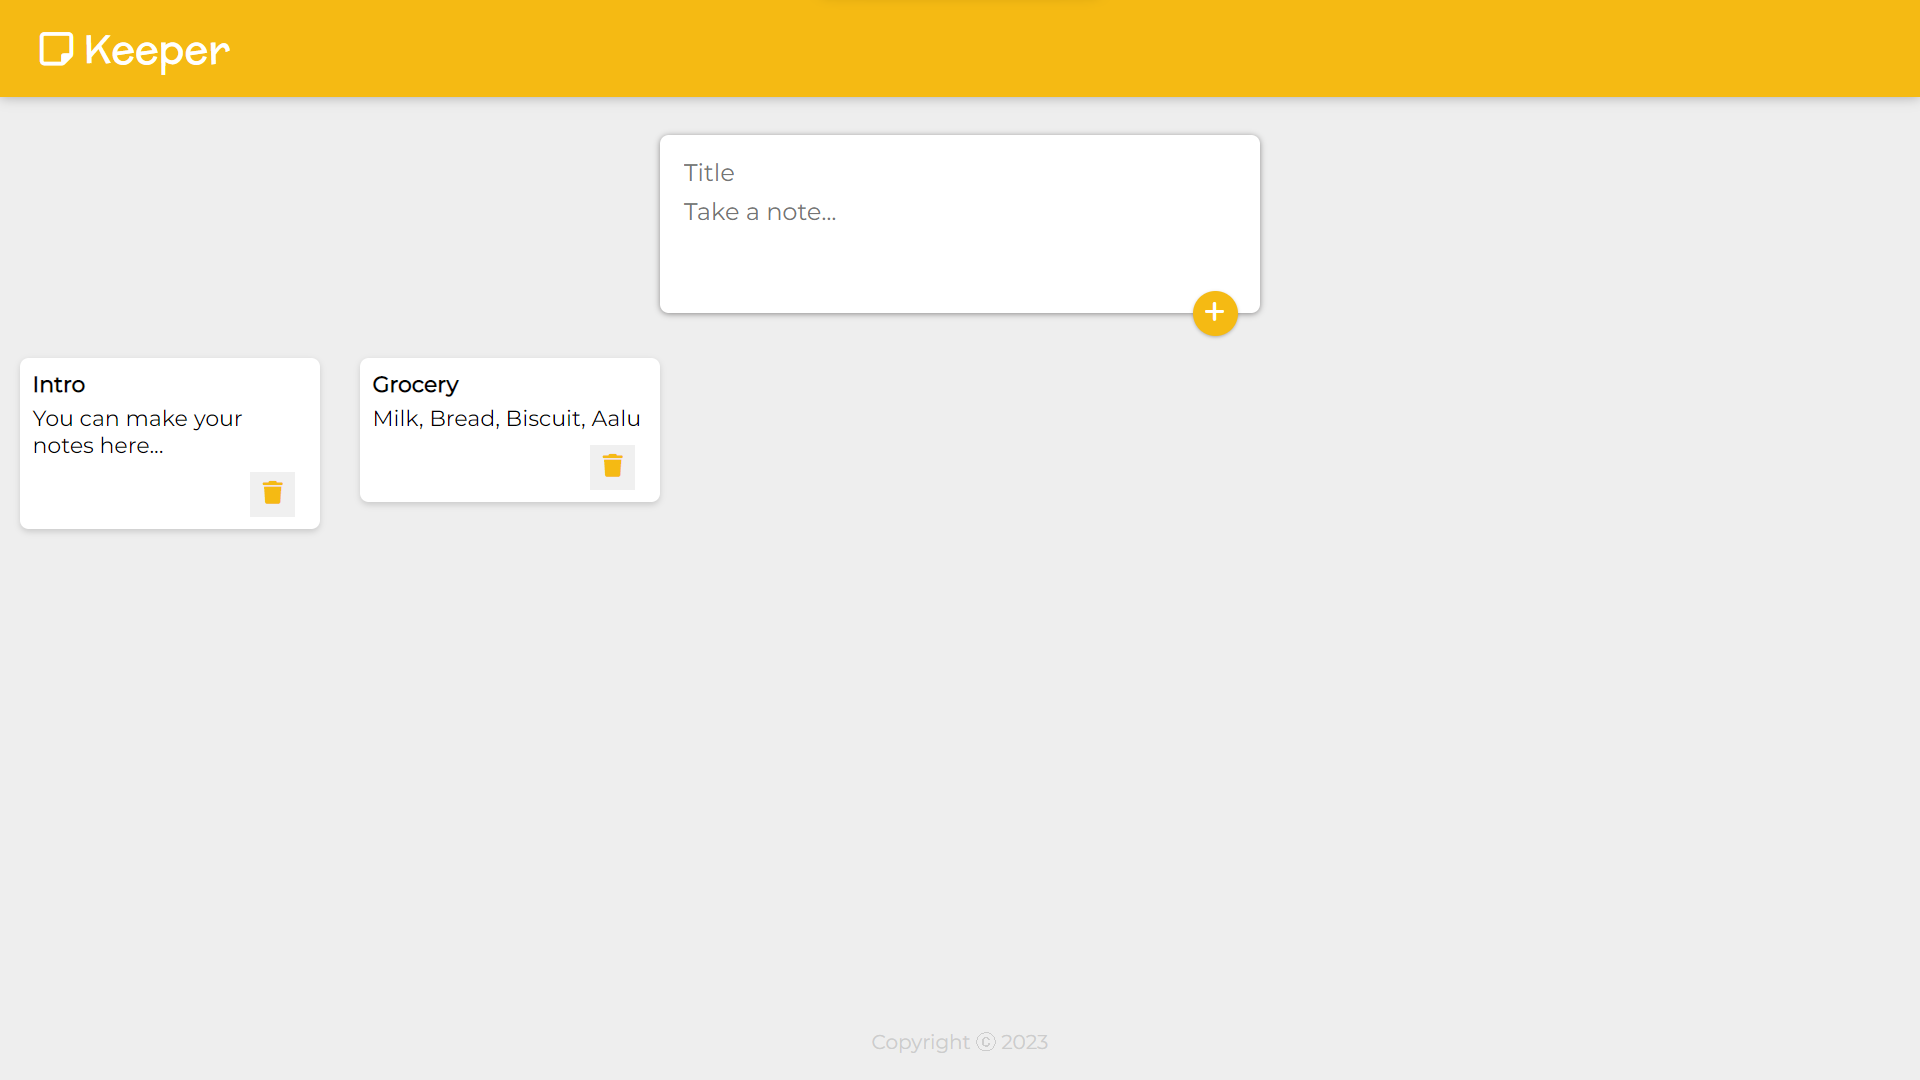 Keeper
Title
Take a note...
Intro
You can make your
notes here...
Grocery
Milk, Bread, Biscuit, Aalu
Copyright ⓒ 2023